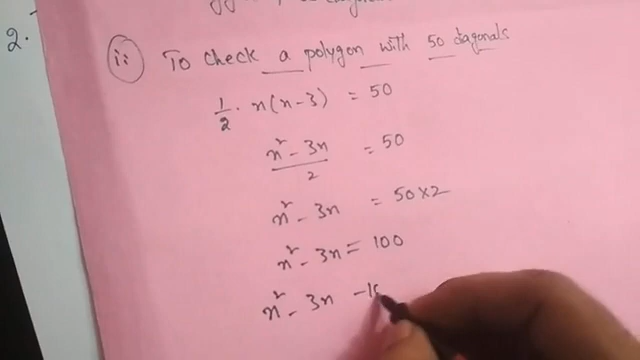 2.
ii To check a polygon with 50 diagonals
1/2 · n(n-3) = 50
n² - 3n / 2 = 50
n² - 3n = 50×2
n² - 3n = 100
n² - 3n - 1